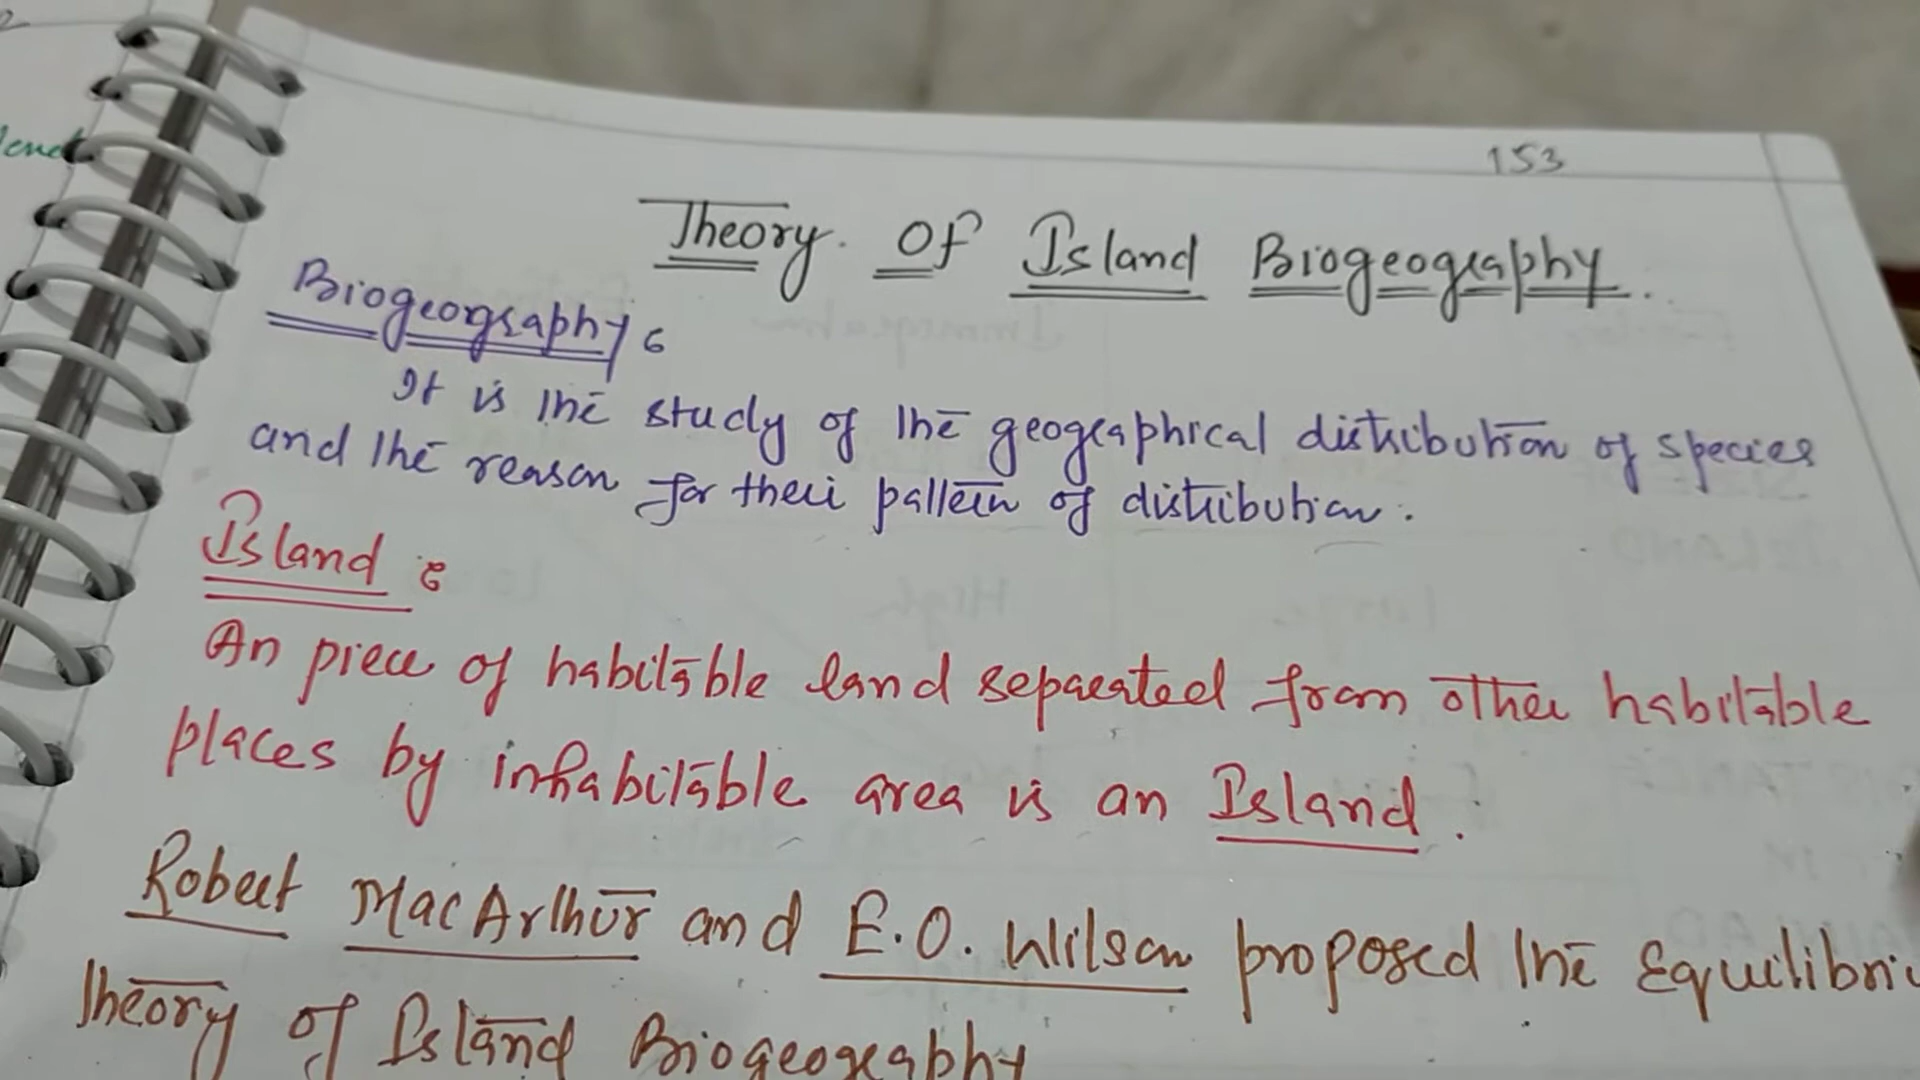 153
Theory Of Island Biogeography.
Biogeography:
It is the study of the geographical distribution of species
and the reason for their pattern of distribution.
Island:
An piece of habitable land separated from other habitable
places by inhabitable area is an Island.
Robert MacArthur and E.O. Wilson proposed the Equilibri
Theory of Island Biogeography